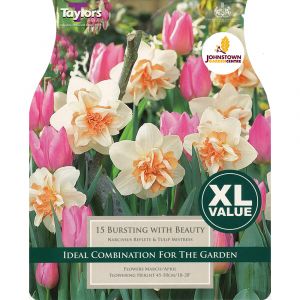 Taylors
JOHNSTOWN
GARDEN CENTRE
15 BURSTING WITH BEAUTY
NARCISSUS REPLETE & TULIP MISTRESS
XL
VALUE
IDEAL COMBINATION FOR THE GARDEN
FLOWERS MARCH/APRIL
FLOWERING HEIGHT 45-50CM/18-20"